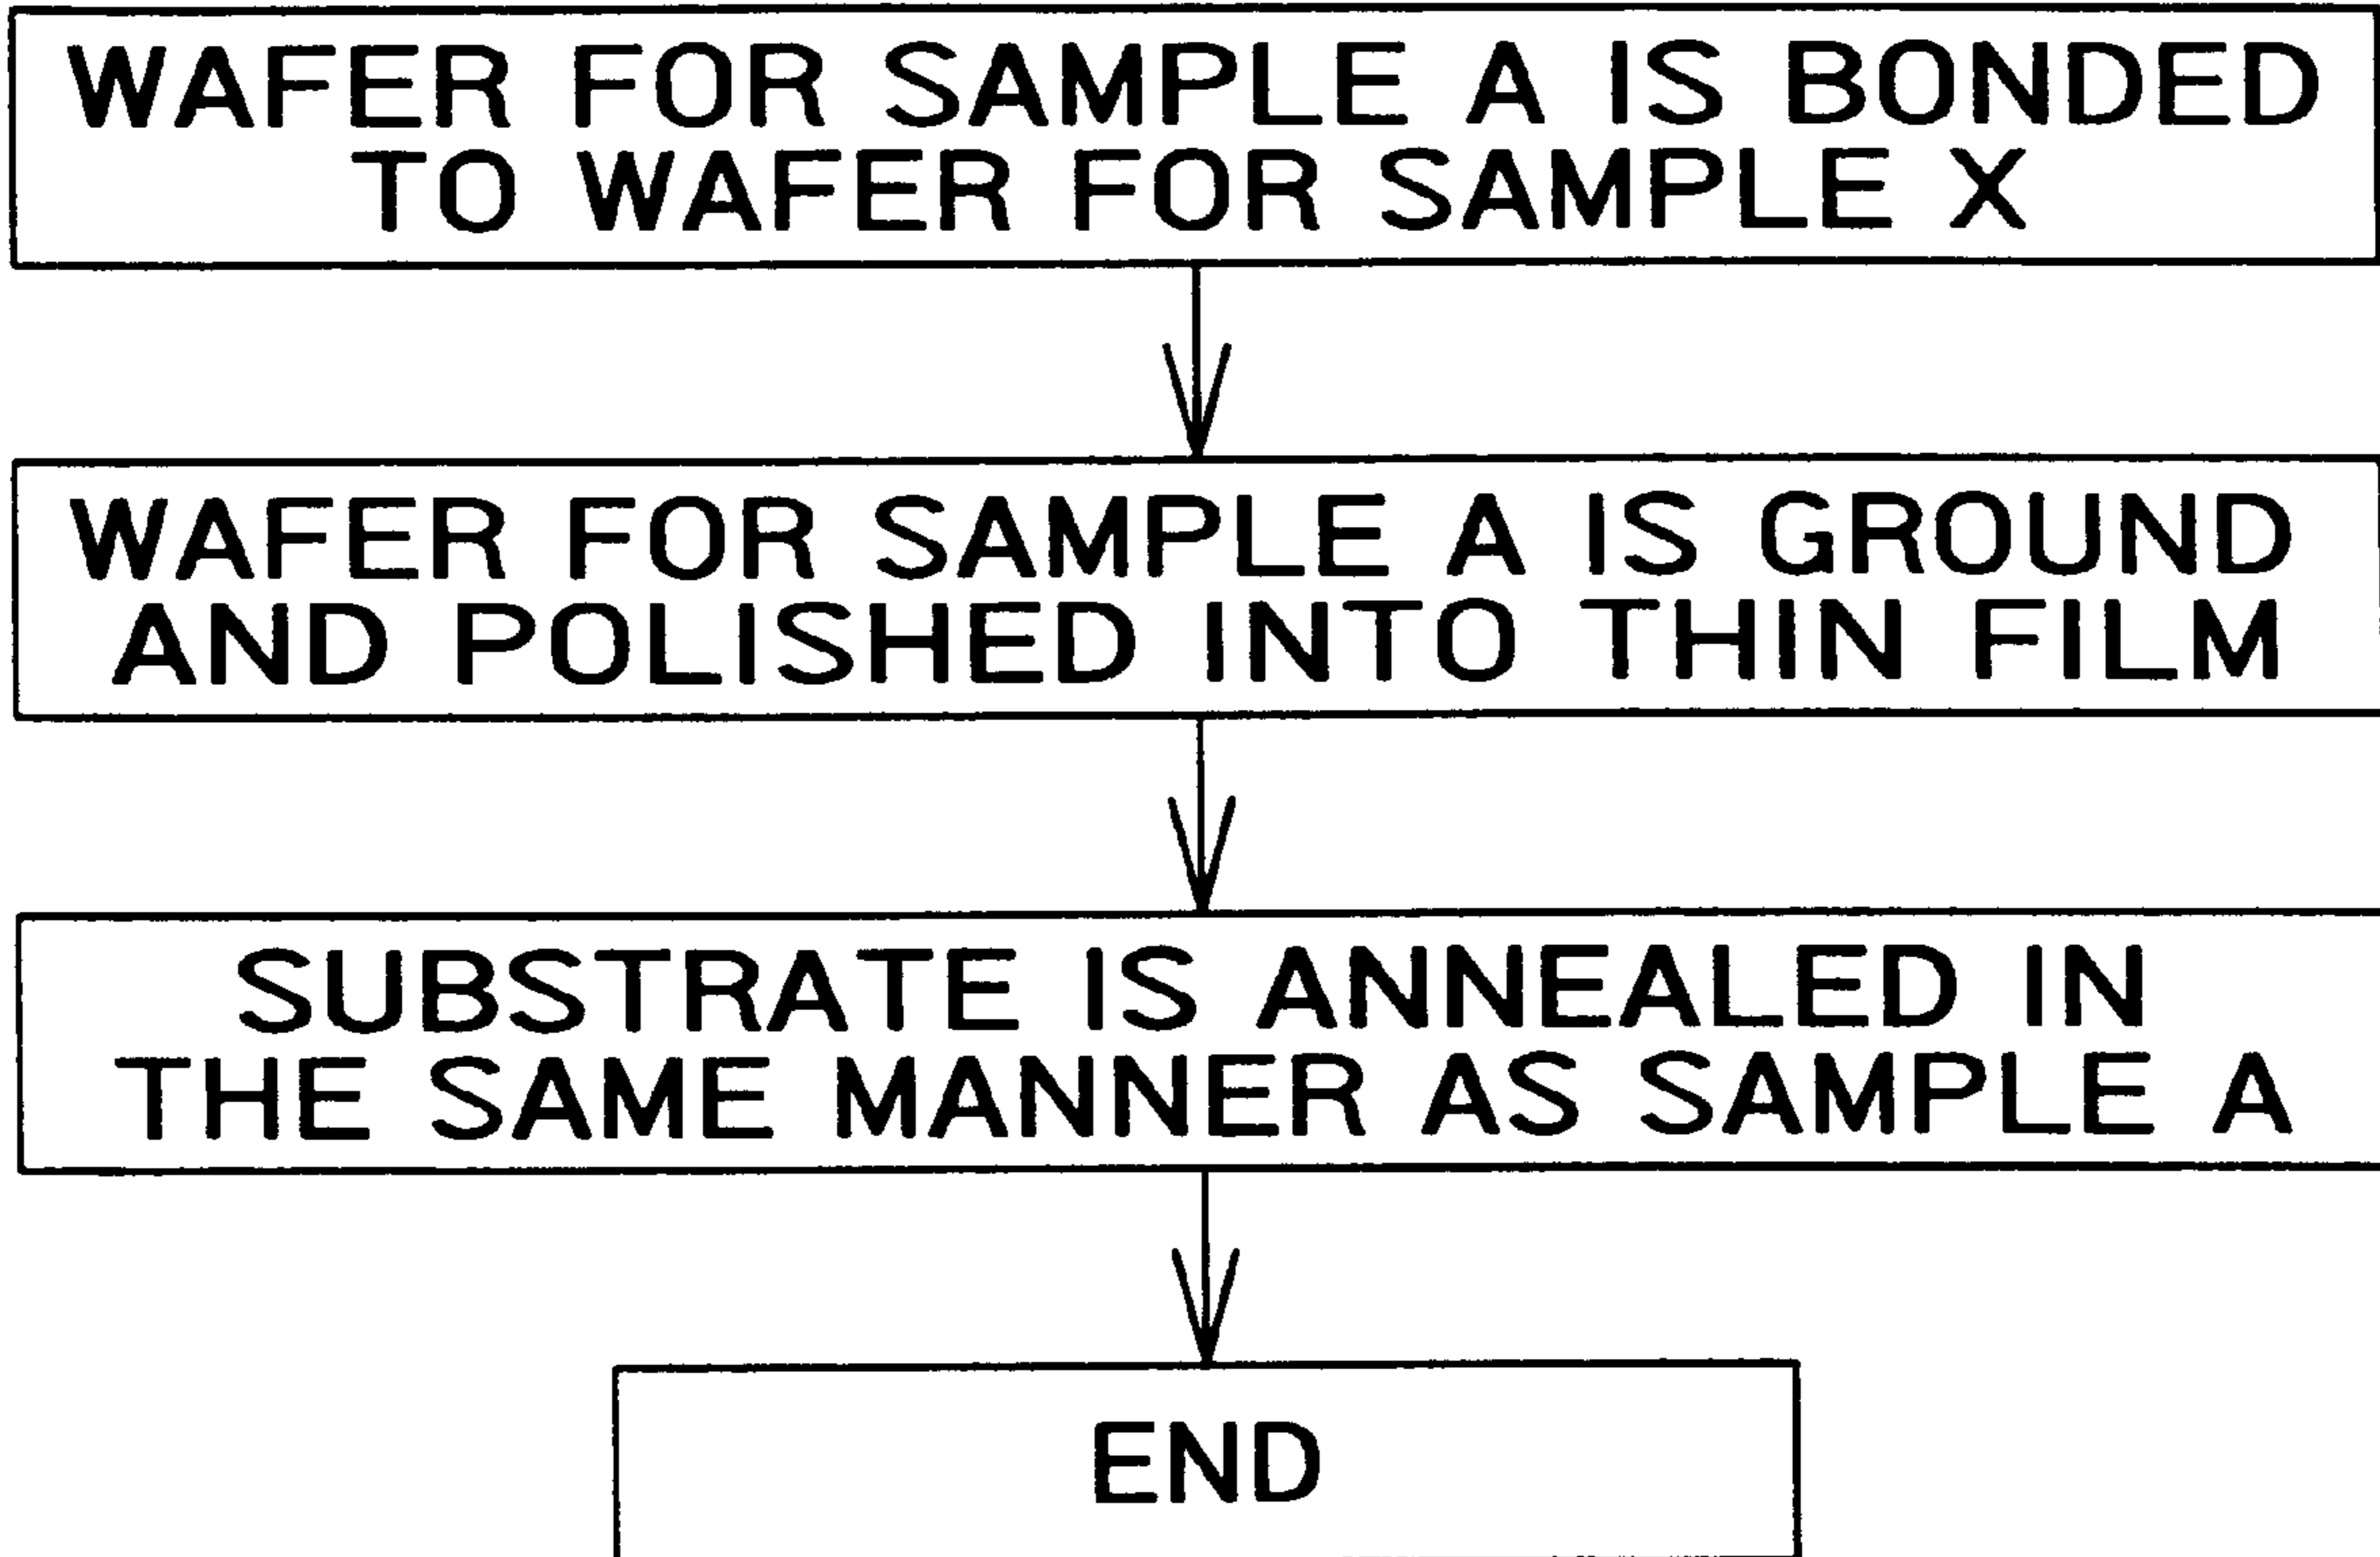 WAFER FOR SAMPLE A IS BONDED
TO WAFER FOR SAMPLE X
WAFER FOR SAMPLE A IS GROUND
AND POLISHED INTO THIN FILM
SUBSTRATE IS ANNEALED IN
THE SAME MANNER AS SAMPLE A
END